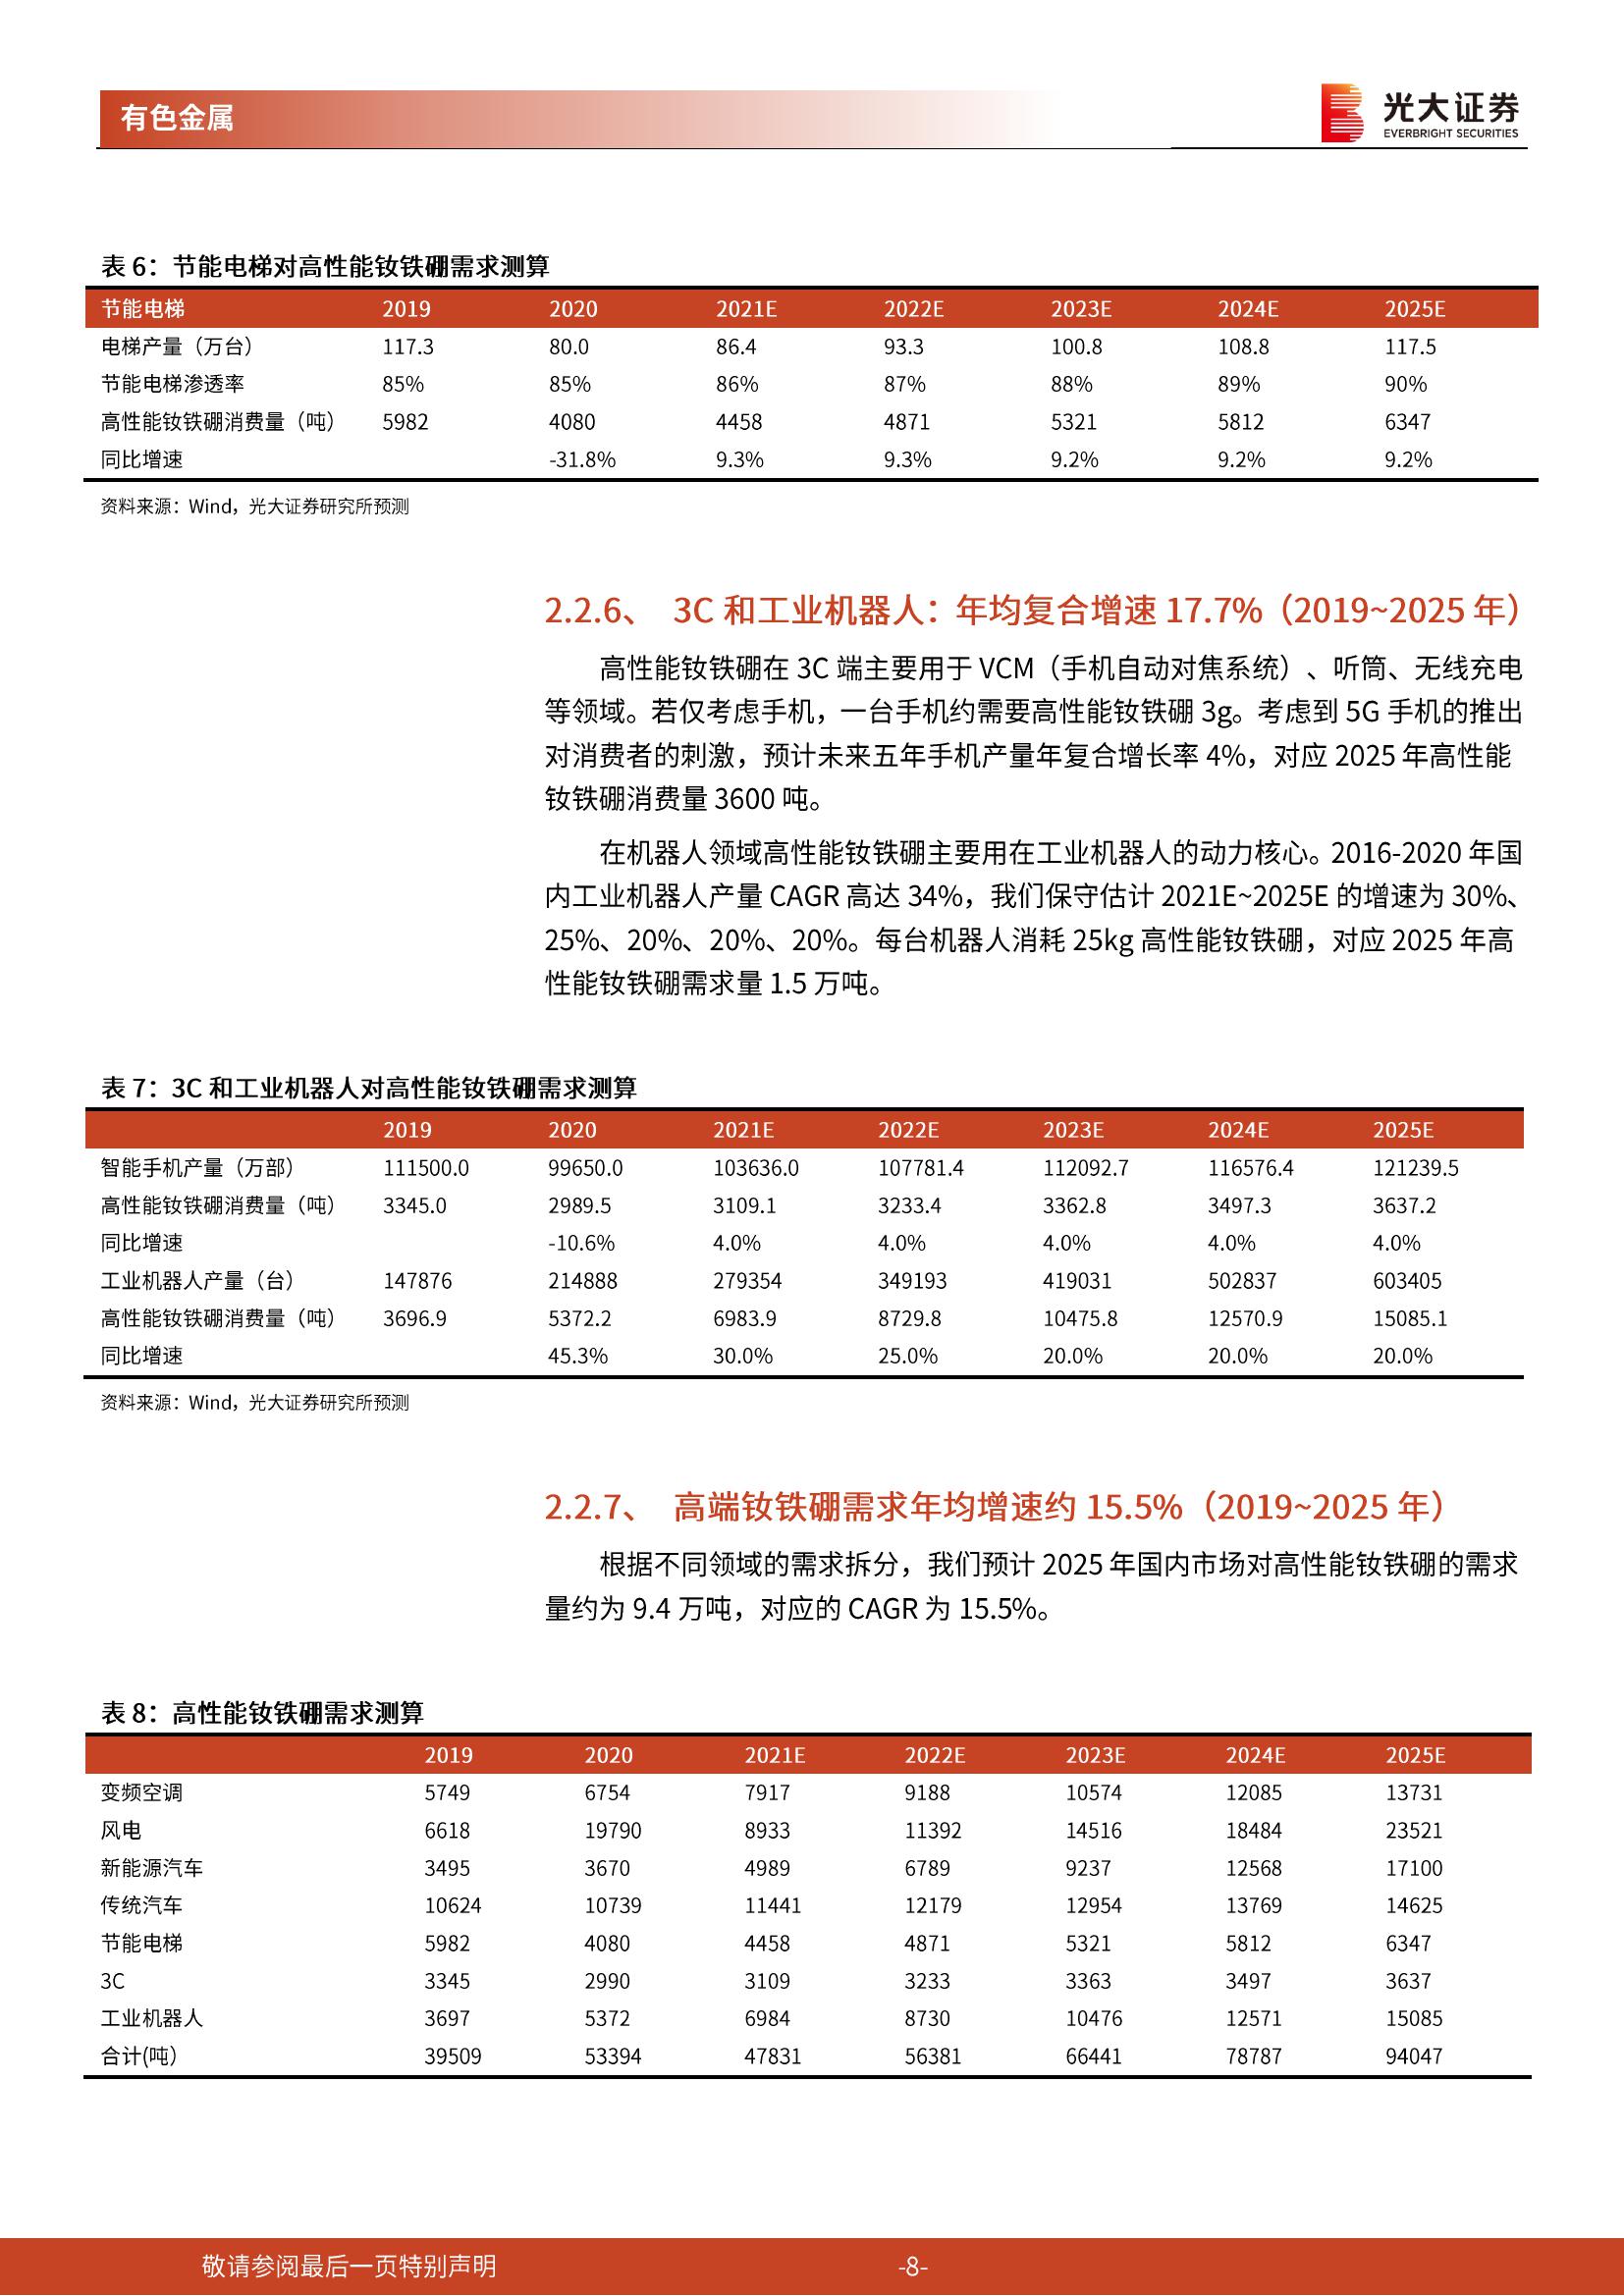 有色金属
光大证券
EVERBRIGHT SECURITIES
表 6：节能电梯对高性能钕铁硼需求测算
节能电梯 2019 2020 2021E 2022E 2023E 2024E 2025E
电梯产量（万台） 117.3 80.0 86.4 93.3 100.8 108.8 117.5
节能电梯渗透率 85% 85% 86% 87% 88% 89% 90%
高性能钕铁硼消费量（吨） 5982 4080 4458 4871 5321 5812 6347
同比增速 -31.8% 9.3% 9.3% 9.2% 9.2% 9.2%
资料来源：Wind，光大证券研究所预测
2.2.6、 3C 和工业机器人：年均复合增速 17.7%（2019~2025 年）
高性能钕铁硼在 3C 端主要用于 VCM（手机自动对焦系统）、听筒、无线充电
等领域。若仅考虑手机，一台手机约需要高性能钕铁硼 3g。考虑到 5G 手机的推出
对消费者的刺激，预计未来五年手机产量年复合增长率 4%，对应 2025 年高性能
钕铁硼消费量 3600 吨。
在机器人领域高性能钕铁硼主要用在工业机器人的动力核心。2016-2020 年国
内工业机器人产量 CAGR 高达 34%，我们保守估计 2021E~2025E 的增速为 30%、
25%、20%、20%、20%。每台机器人消耗 25kg 高性能钕铁硼，对应 2025 年高
性能钕铁硼需求量 1.5 万吨。
表 7：3C 和工业机器人对高性能钕铁硼需求测算
2019 2020 2021E 2022E 2023E 2024E 2025E
智能手机产量（万部） 111500.0 99650.0 103636.0 107781.4 112092.7 116576.4 121239.5
高性能钕铁硼消费量（吨） 3345.0 2989.5 3109.1 3233.4 3362.8 3497.3 3637.2
同比增速 -10.6% 4.0% 4.0% 4.0% 4.0% 4.0%
工业机器人产量（台） 147876 214888 279354 349193 419031 502837 603405
高性能钕铁硼消费量（吨） 3696.9 5372.2 6983.9 8729.8 10475.8 12570.9 15085.1
同比增速 45.3% 30.0% 25.0% 20.0% 20.0% 20.0%
资料来源：Wind，光大证券研究所预测
2.2.7、 高端钕铁硼需求年均增速约 15.5%（2019~2025 年）
根据不同领域的需求拆分，我们预计 2025 年国内市场对高性能钕铁硼的需求
量约为 9.4 万吨，对应的 CAGR 为 15.5%。
表 8：高性能钕铁硼需求测算
2019 2020 2021E 2022E 2023E 2024E 2025E
变频空调 5749 6754 7917 9188 10574 12085 13731
风电 6618 19790 8933 11392 14516 18484 23521
新能源汽车 3495 3670 4989 6789 9237 12568 17100
传统汽车 10624 10739 11441 12179 12954 13769 14625
节能电梯 5982 4080 4458 4871 5321 5812 6347
3C 3345 2990 3109 3233 3363 3497 3637
工业机器人 3697 5372 6984 8730 10476 12571 15085
合计(吨） 39509 53394 47831 56381 66441 78787 94047
敬请参阅最后一页特别声明 -8-